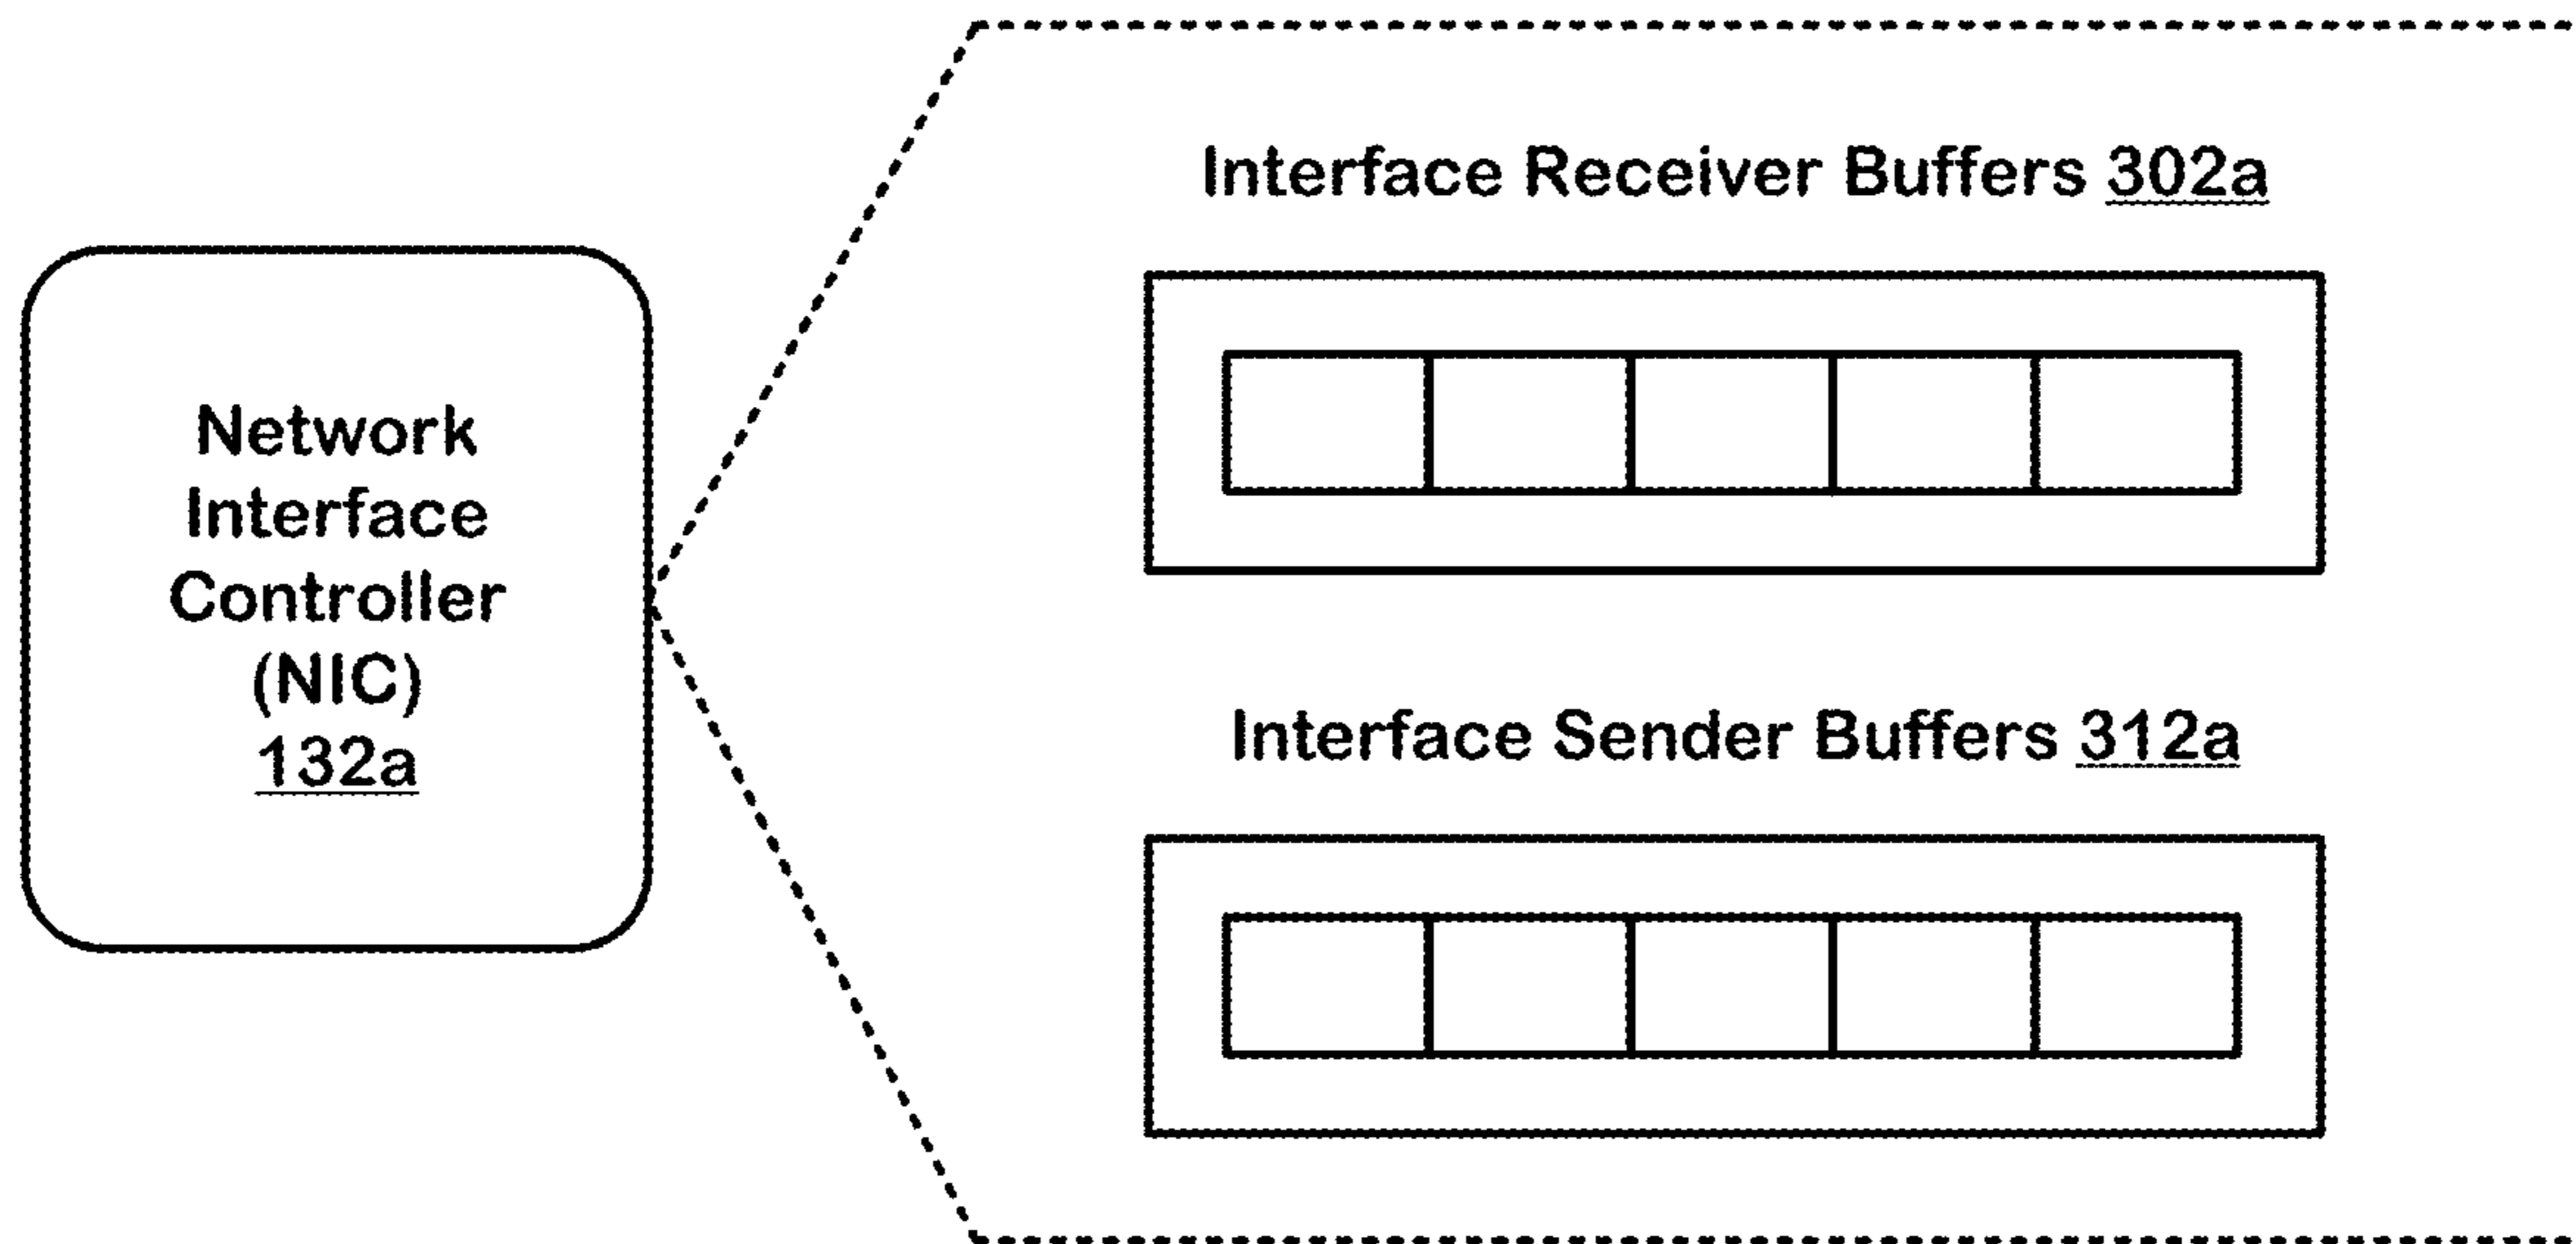 Interface Receiver Buffers 302a
Network
Interface
Controller
(NIC)
132a
Interface Sender Buffers 312a